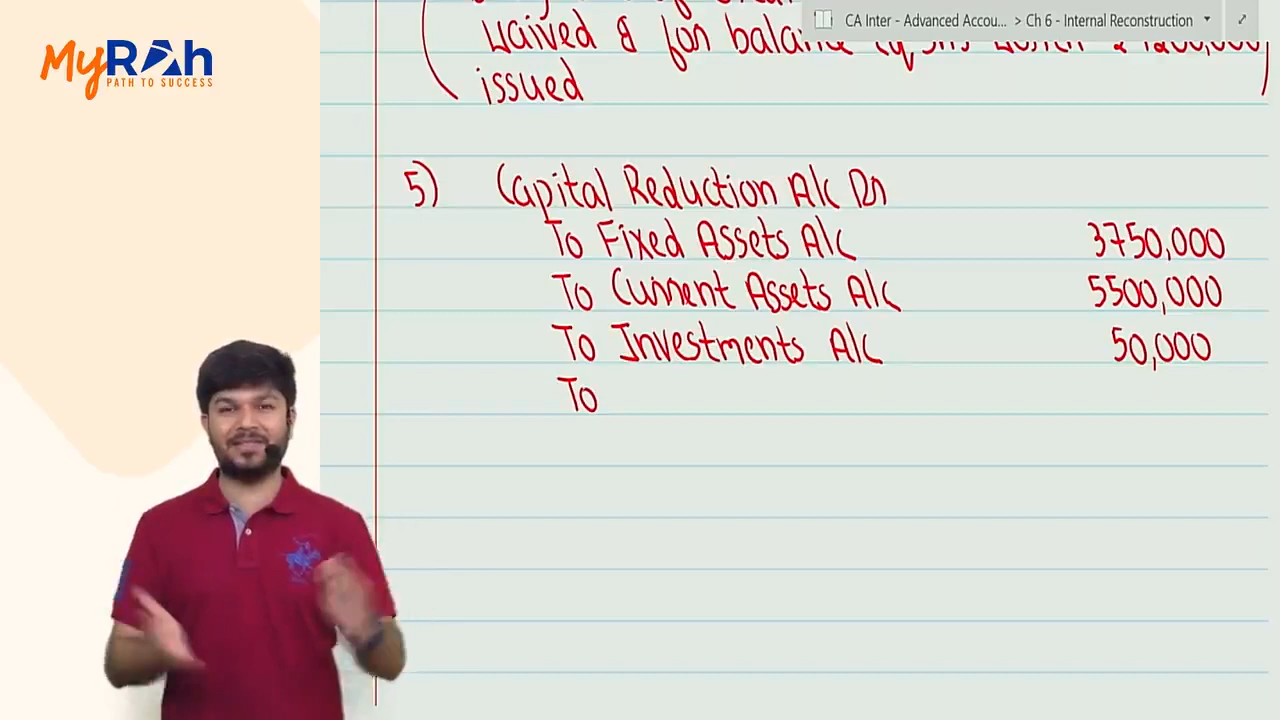 MyRAh
PATH TO SUCCESS
CA Inter - Advanced Accou... > Ch 6 - Internal Reconstruction
waived & for balance
issued
5) Capital Reduction A/c Dr
To Fixed Assets A/c 3750,000
To Current Assets A/c 5500,000
To Investments A/c 50,000
To